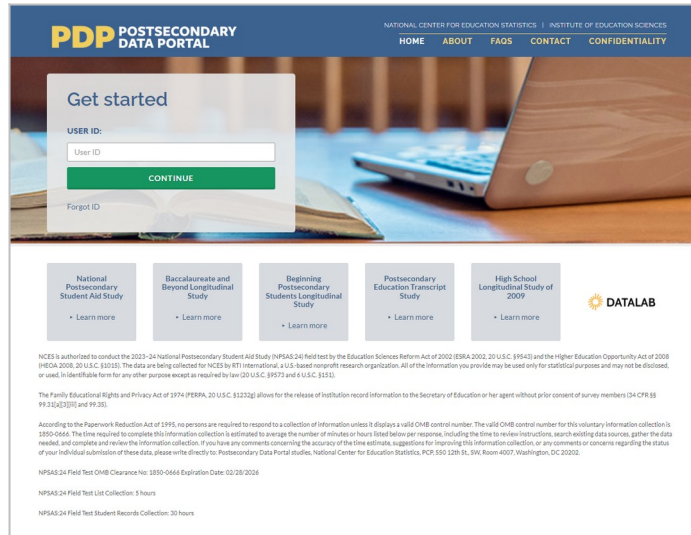 PDP POSTSECONDARY
DATA PORTAL
NATIONAL CENTER FOR EDUCATION STATISTICS | INSTITUTE OF EDUCATION SCIENCES
HOME ABOUT FAQS CONTACT CONFIDENTIALITY
Get started
USER ID:
User ID
CONTINUE
Forgot ID
National
Postsecondary
Student Aid Study
• Learn more
Baccalaureate and
Beyond Longitudinal
Study
• Learn more
Beginning
Postsecondary
Students Longitudinal
Study
• Learn more
Postsecondary
Education Transcript
Study
• Learn more
High School
Longitudinal Study of
2009
• Learn more
DATALAB
NCES is authorized to conduct the 2023–24 National Postsecondary Student Aid Study (NPSAS:24) field test by the Education Sciences Reform Act of 2002 (ESRA 2002, 20 U.S.C. §9543) and the Higher Education Opportunity Act of 2008
(HEOA 2008, 20 U.S.C. §1015). The data are being collected for NCES by RTI International, a U.S.-based nonprofit research organization. All of the information you provide may be used only for statistical purposes and may not be disclosed,
or used, in identifiable form for any other purpose except as required by law (20 U.S.C. §9573 and 6 U.S.C. §151).
The Family Educational Rights and Privacy Act of 1974 (FERPA, 20 U.S.C. §1232g) allows for the release of institution record information to the Secretary of Education or her agent without prior consent of survey members (34 CFR §§
99.31[a][3][iii] and 99.35).
According to the Paperwork Reduction Act of 1995, no persons are required to respond to a collection of information unless it displays a valid OMB control number. The valid OMB control number for this voluntary information collection is
1850-0666. The time required to complete this information collection is estimated to average the number of minutes or hours listed below per response, including the time to review instructions, search existing data sources, gather the data
needed, and complete and review the information collection. If you have any comments concerning the accuracy of the time estimate, suggestions for improving this information collection, or any comments or concerns regarding the status
of your individual submission of these data, please write directly to: Postsecondary Data Portal studies, National Center for Education Statistics, PCP, 550 12th St., SW, Room 4007, Washington, DC 20202.
NPSAS:24 Field Test OMB Clearance No: 1850-0666 Expiration Date: 02/28/2026
NPSAS:24 Field Test List Collection: 5 hours
NPSAS:24 Field Test Student Records Collection: 30 hours